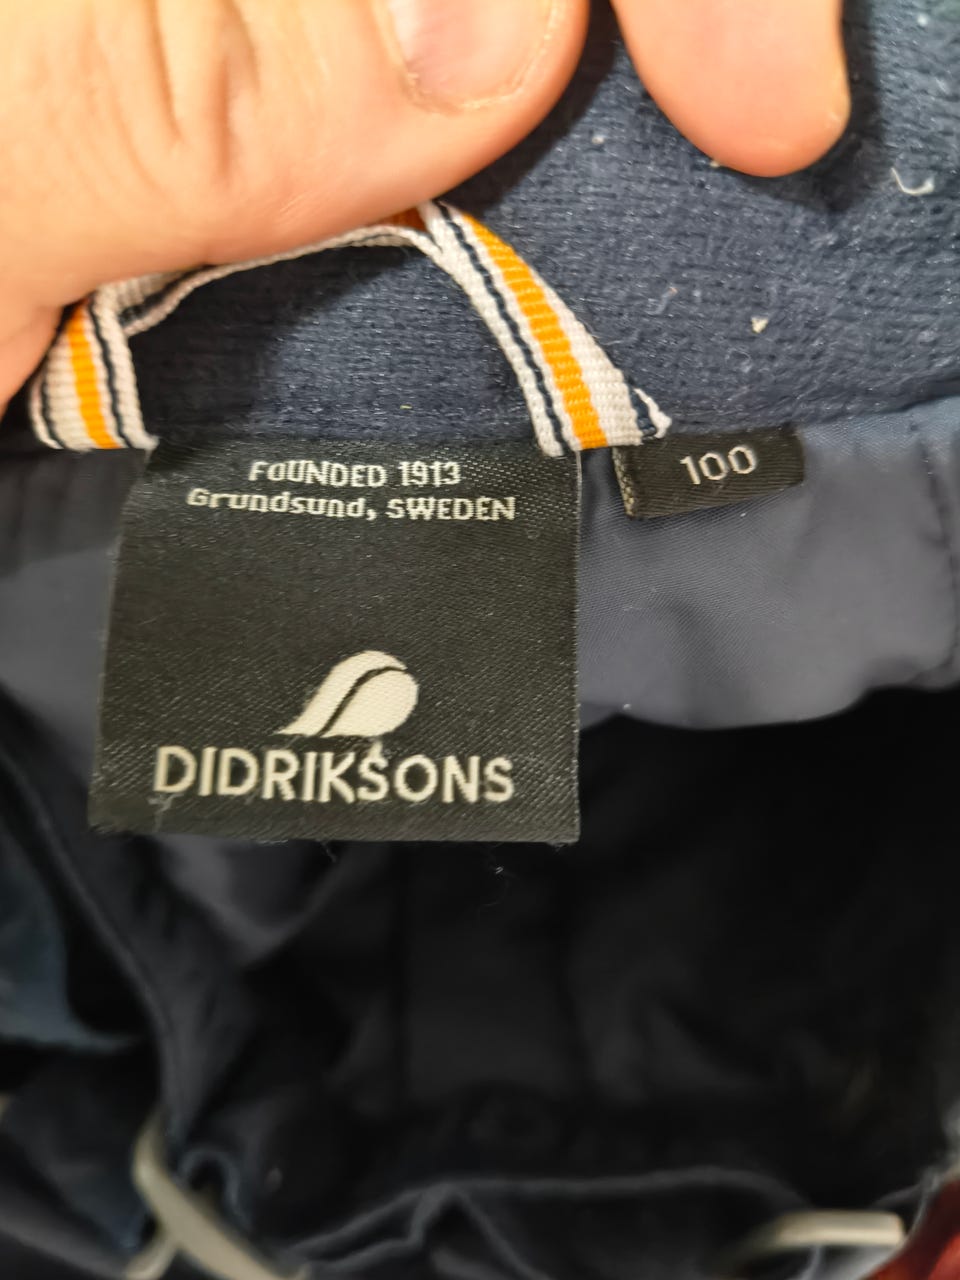 FOUNDED 1913
Grundsund, SWEDEN
DIDRIKSONS
100